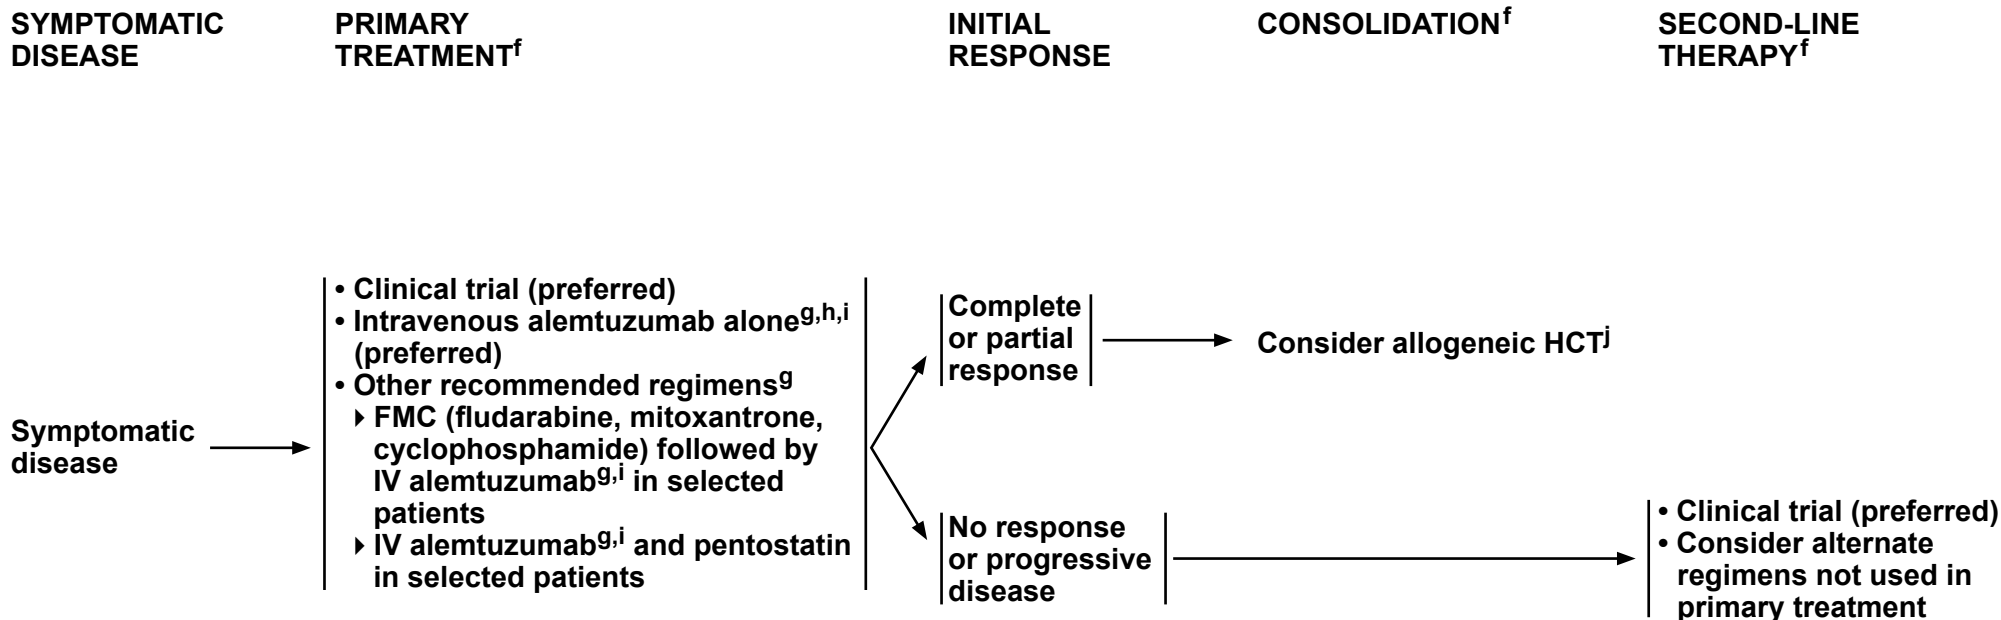 SYMPTOMATIC
DISEASE
PRIMARY
TREATMENTf
INITIAL
RESPONSE
CONSOLIDATIONf
SECOND-LINE
THERAPYf
Symptomatic
disease
• Clinical trial (preferred)
• Intravenous alemtuzumab aloneg,h,i
(preferred)
• Other recommended regimensg
▸ FMC (fludarabine, mitoxantrone,
cyclophosphamide) followed by
IV alemtuzumabg,i in selected
patients
▸ IV alemtuzumabg,i and pentostatin
in selected patients
Complete
or partial
response
Consider allogeneic HCTj
No response
or progressive
disease
• Clinical trial (preferred)
• Consider alternate
regimens not used in
primary treatment